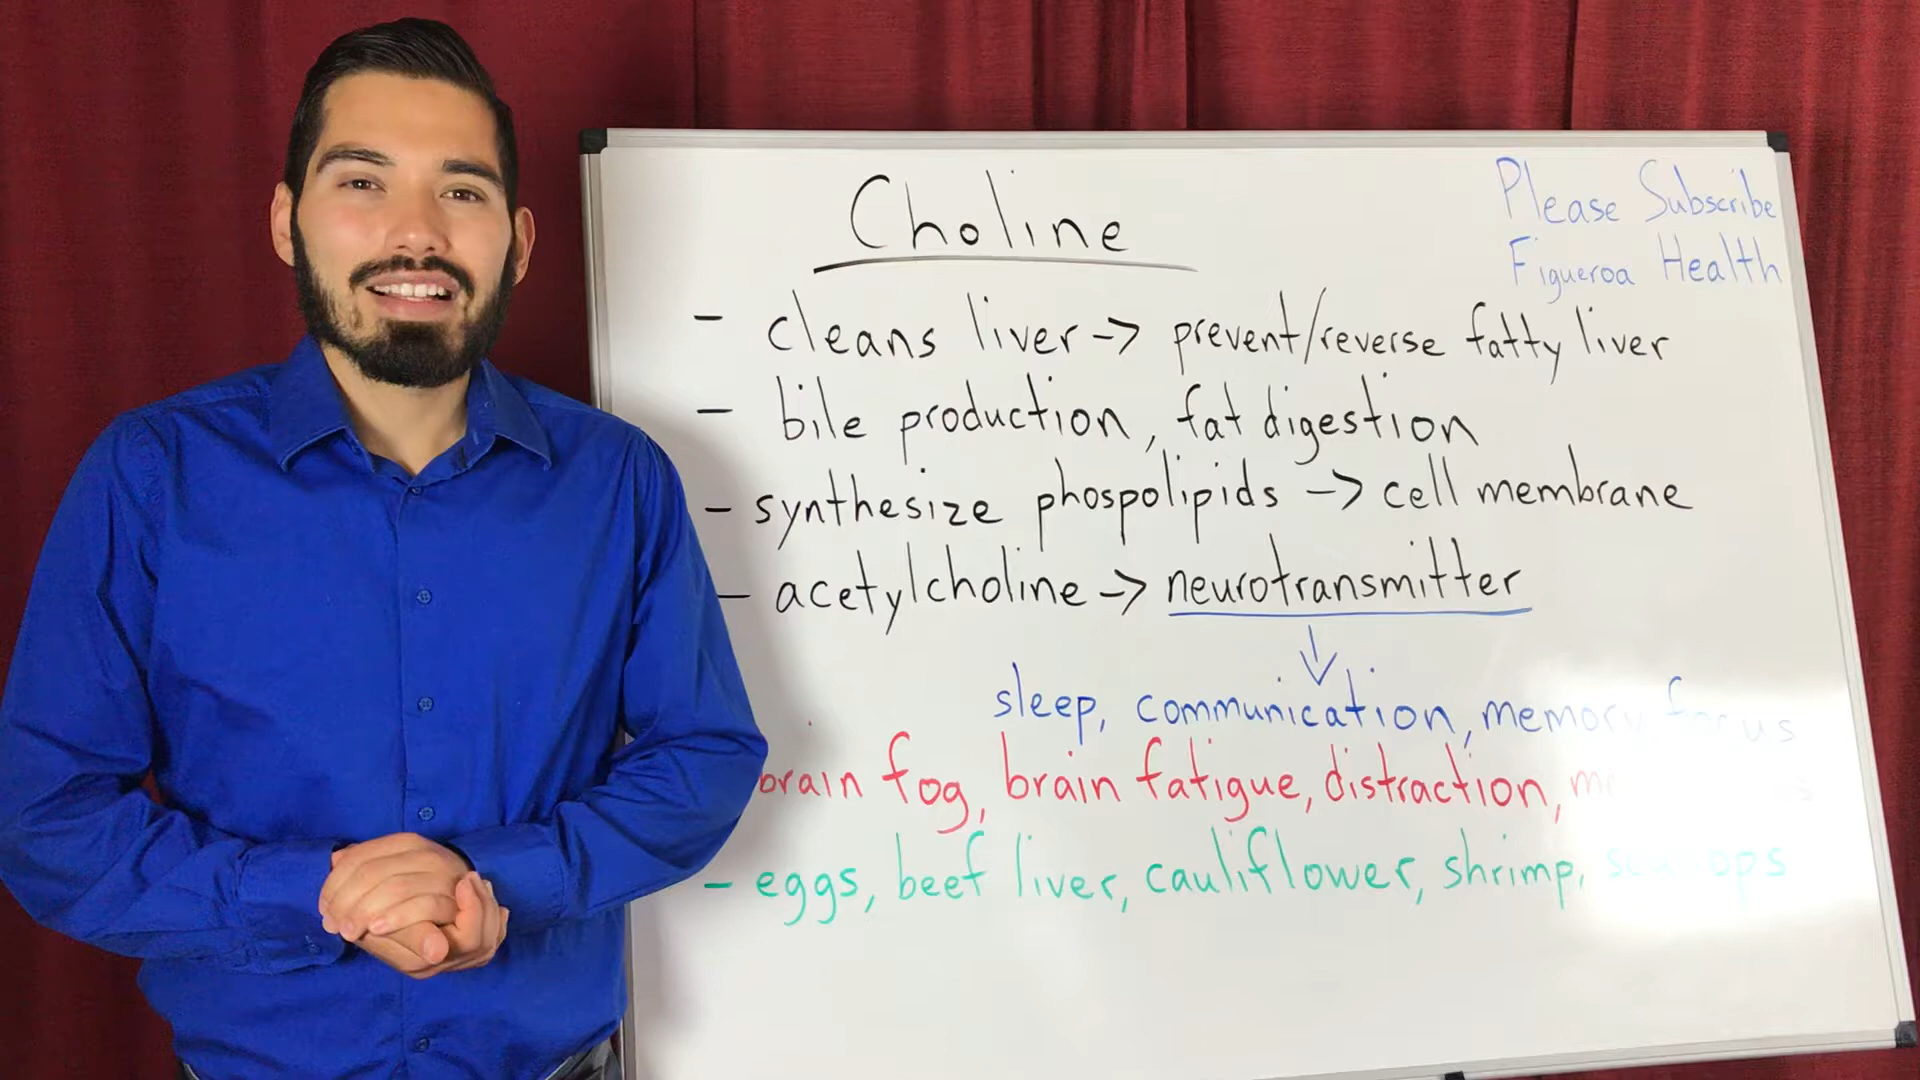 Choline
Please Subscribe
Figueroa Health
- cleans liver -> prevent/reverse fatty liver
- bile production, fat digestion
- synthesize phospolipids -> cell membrane
- acetylcholine -> neurotransmitter
↓
sleep, communication, memory, focus
brain fog, brain fatigue, distraction,
- eggs, beef liver, cauliflower, shrimp, scallops